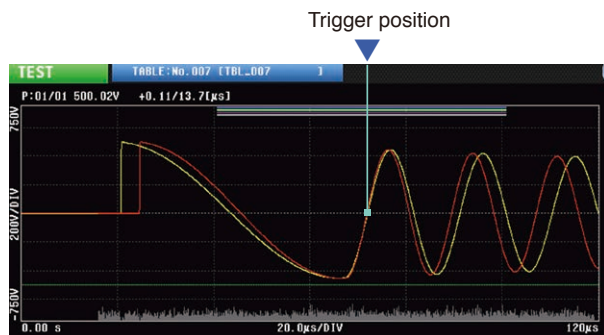 Trigger position
TEST
TABLE:No.007 [TBL_007 ]
P:01/01 500.02V +0.11/13.7[µs]
750V
200V/DIV
-750V
0.00 s 20.0µs/DIV 120µs